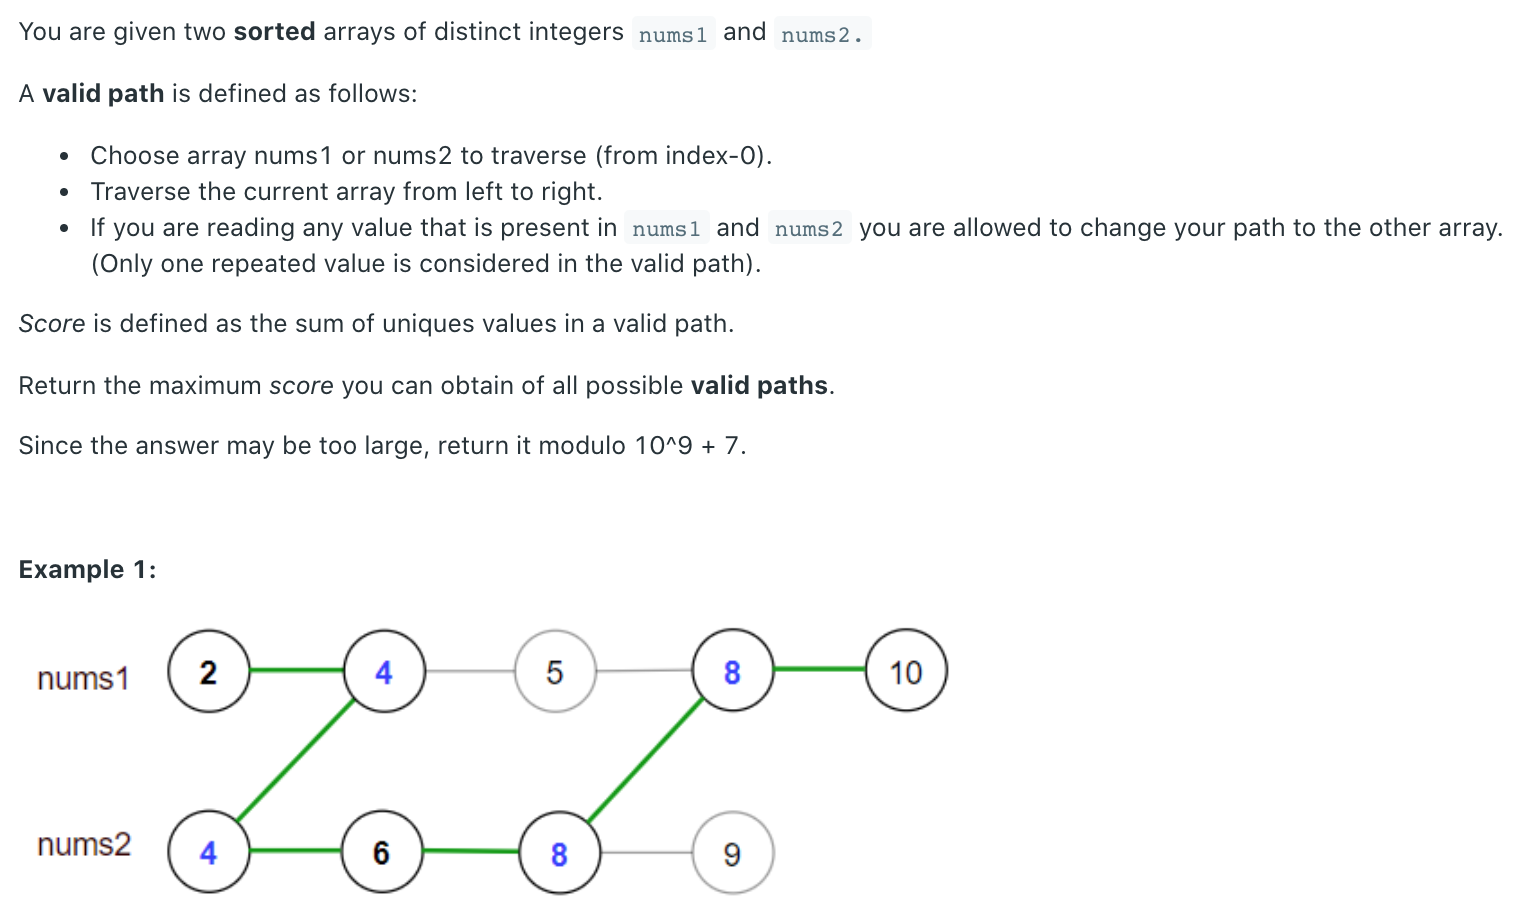 You are given two sorted arrays of distinct integers nums1 and nums2.
A valid path is defined as follows:
• Choose array nums1 or nums2 to traverse (from index-0).
• Traverse the current array from left to right.
• If you are reading any value that is present in nums1 and nums2 you are allowed to change your path to the other array.
(Only one repeated value is considered in the valid path).
Score is defined as the sum of uniques values in a valid path.
Return the maximum score you can obtain of all possible valid paths.
Since the answer may be too large, return it modulo 10^9 + 7.
Example 1:
nums1 2 4 5 8 10
nums2 4 6 8 9